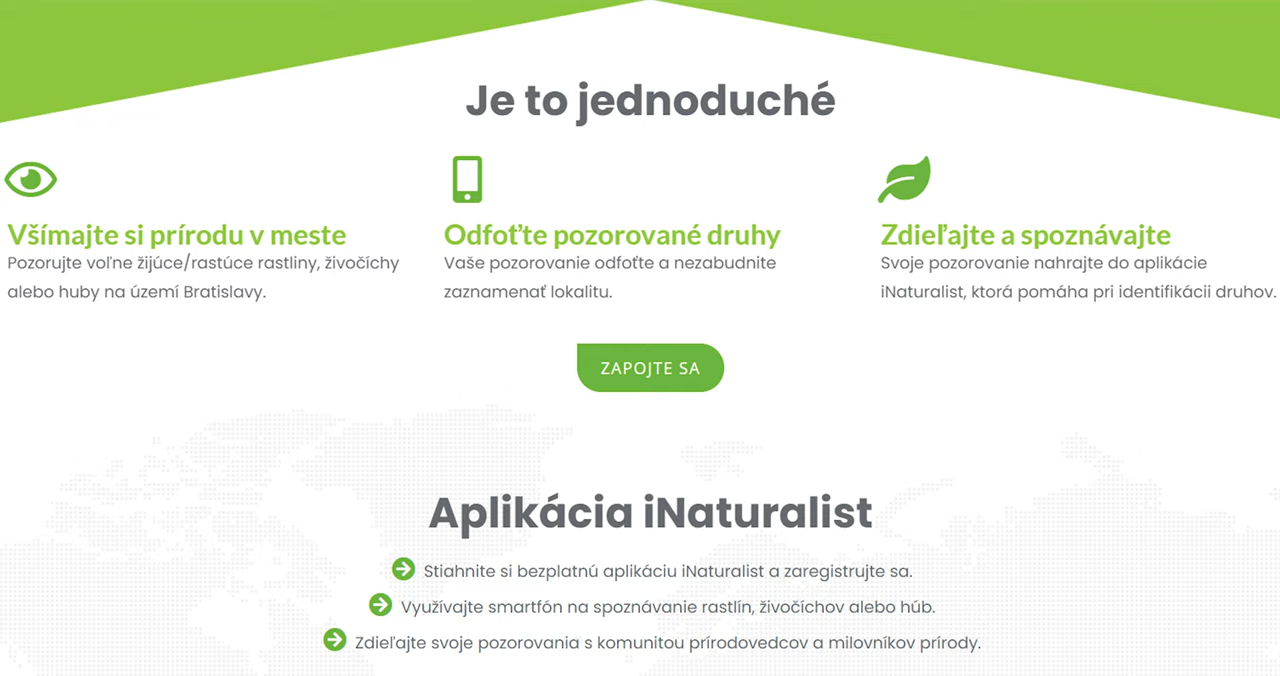 Je to jednoduché
Všímajte si prírodu v meste
Pozorujte voľne žijúce/rastúce rastliny, živočíchy
alebo huby na území Bratislavy.
Odfoťte pozorované druhy
Vaše pozorovanie odfoťte a nezabudnite
zaznamenať lokalitu.
Zdieľajte a spoznávajte
Svoje pozorovanie nahrajte do aplikácie
iNaturalist, ktorá pomáha pri identifikácii druhov.
ZAPOJTE SA
Aplikácia iNaturalist
Stiahnite si bezplatnú aplikáciu iNaturalist a zaregistrujte sa.
Využívajte smartfón na spoznávanie rastlín, živočíchov alebo húb.
Zdieľajte svoje pozorovania s komunitou prírodovedcov a milovníkov prírody.